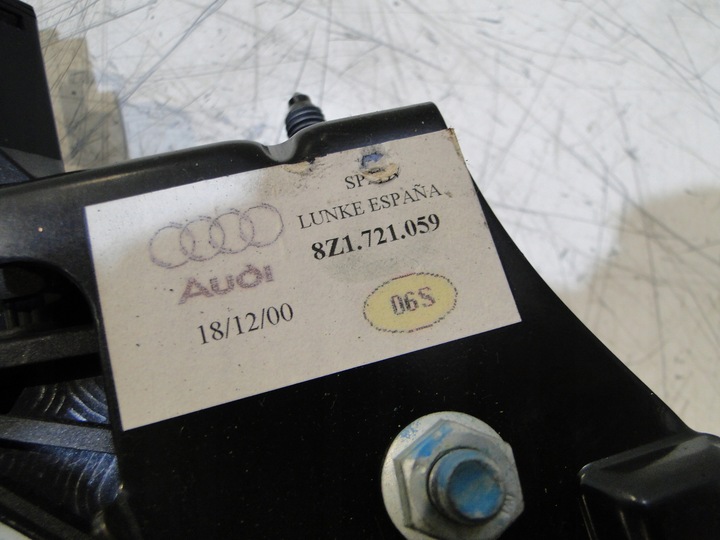 LUNKE ESPAÑA
8Z1.721.059
Audi
18/12/00
06S